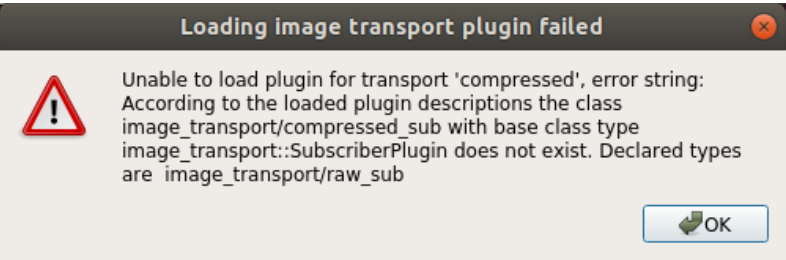 Loading image transport plugin failed
Unable to load plugin for transport 'compressed', error string:
According to the loaded plugin descriptions the class
image_transport/compressed_sub with base class type
image_transport::SubscriberPlugin does not exist. Declared types
are  image_transport/raw_sub
OK